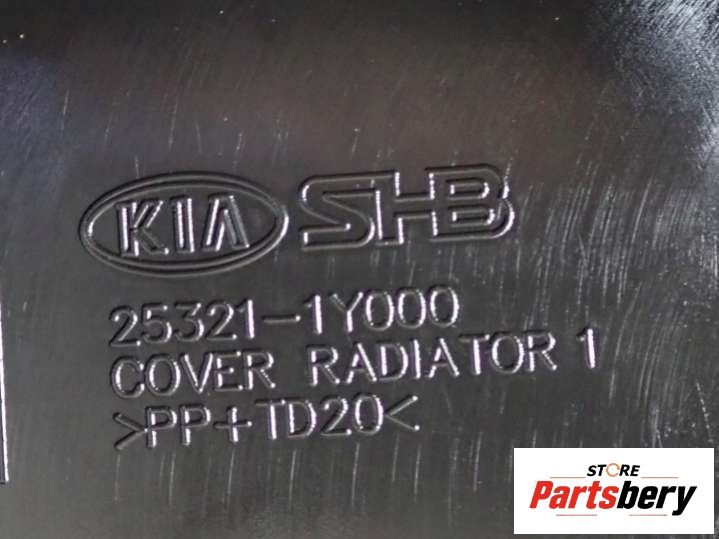 KIA SHB
25321-1Y000
COVER RADIATOR 1
>PP+TD20<
STORE
Partsbery